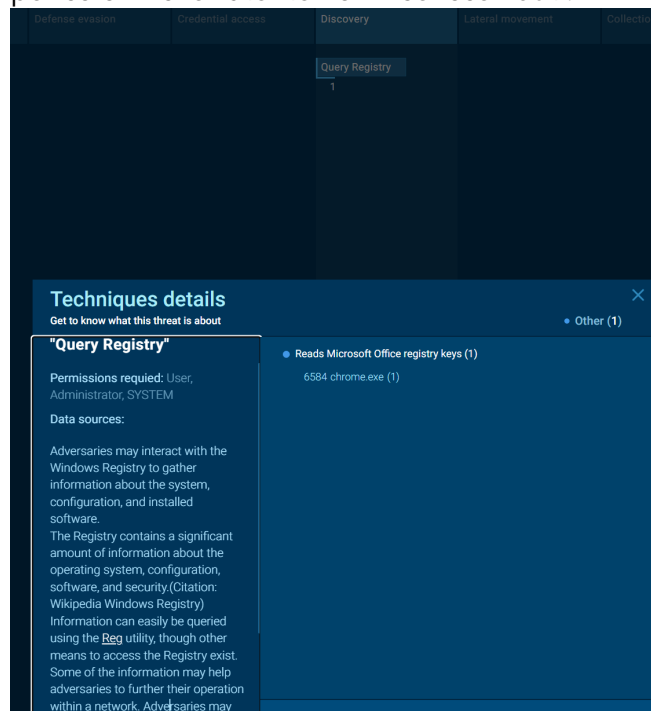 Defense evasion
Credential access
Discovery
Lateral movement
Collectio
Query Registry
1
Techniques details
Get to know what this threat is about
Other (1)
"Query Registry"
Permissions requied: User,
Administrator, SYSTEM
Data sources:
Adversaries may interact with the
Windows Registry to gather
information about the system,
configuration, and installed
software.
The Registry contains a significant
amount of information about the
operating system, configuration,
software, and security.(Citation:
Wikipedia Windows Registry)
Information can easily be queried
using the Reg utility, though other
means to access the Registry exist.
Some of the information may help
adversaries to further their operation
within a network. Adversaries may
Reads Microsoft Office registry keys (1)
6584 chrome.exe (1)